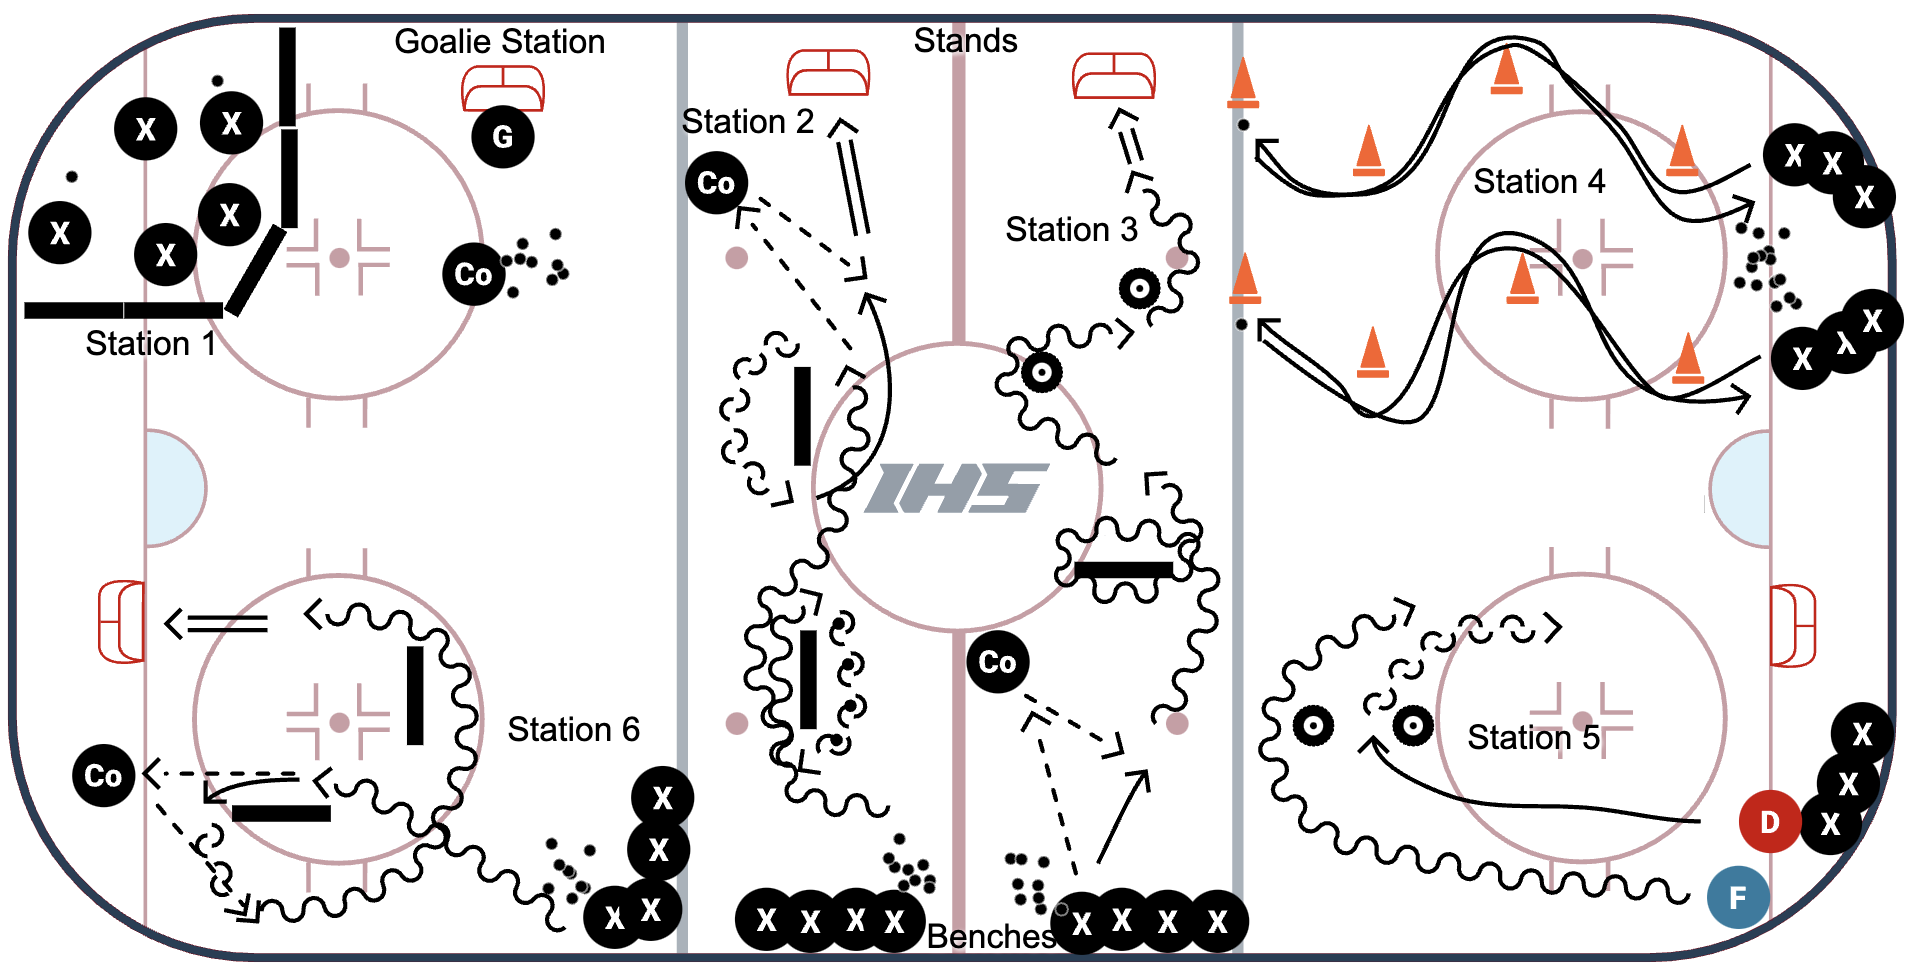 Goalie Station
Stands
X
X
G
Station 2
X
X
X
Co
Co
Station 1
Station 3
Station 4
X
X
X
X
X
X
IHS
Co
Co
Station 6
X
X
X
X
X
X
X
X
Benches
X
X
X
X
Station 5
X
X
X
D
F